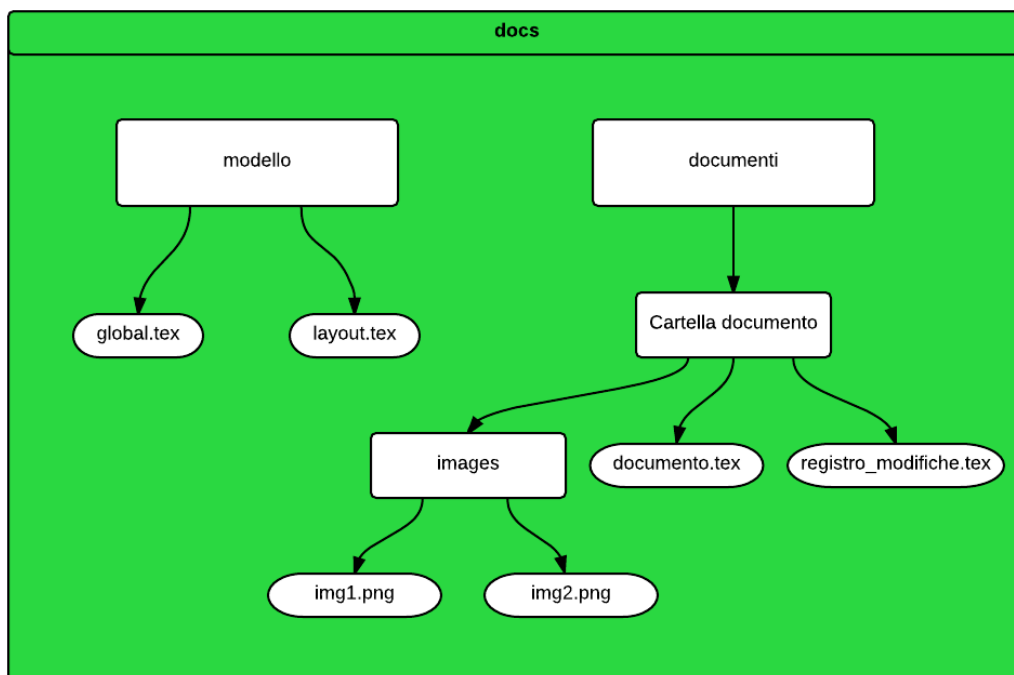 docs
modello
documenti
global.tex
layout.tex
Cartella documento
images
documento.tex
registro_modifiche.tex
img1.png
img2.png